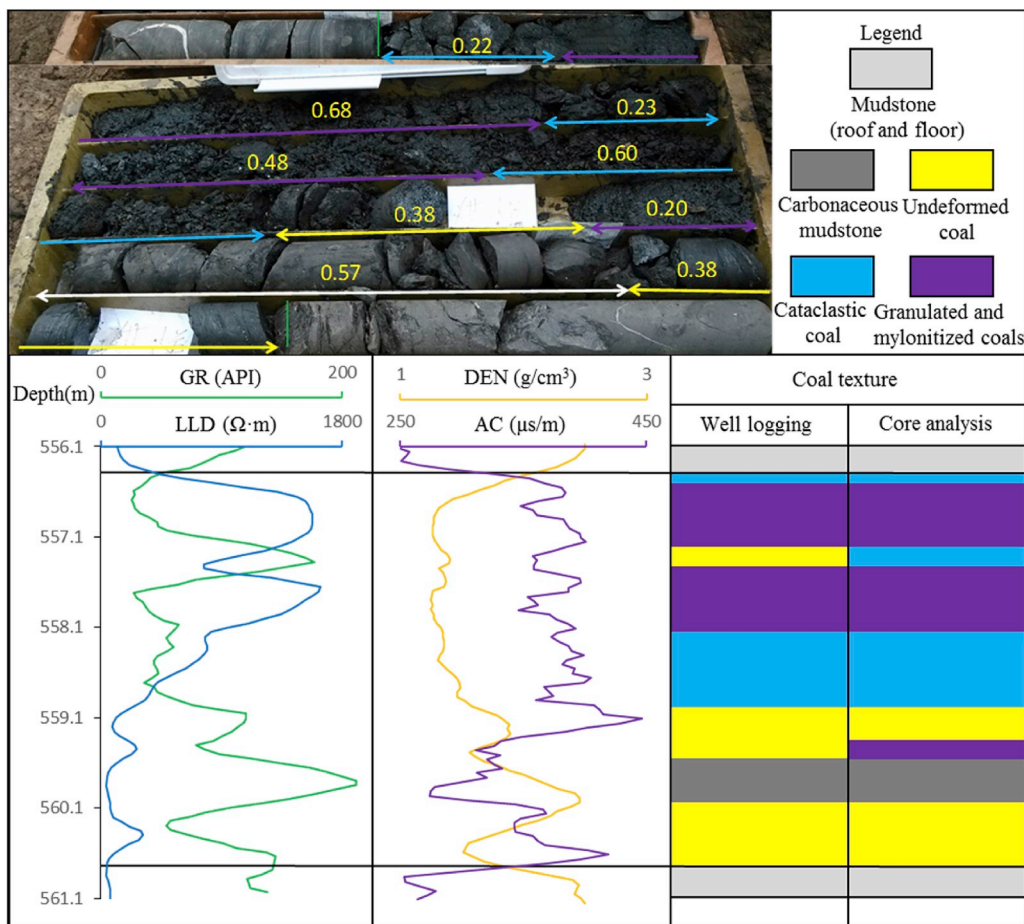 0.22
0.68
0.23
0.48
0.60
0.38
0.20
0.57
0.38
Legend
Mudstone
(roof and floor)
Carbonaceous
mudstone
Undeformed
coal
Cataclastic
coal
Granulated and
mylonitized coals
Depth(m)
0 GR (API) 200
0 LLD (Ω·m) 1800
1 DEN (g/cm³) 3
250 AC (μs/m) 450
Coal texture
Well logging
Core analysis
556.1
557.1
558.1
559.1
560.1
561.1